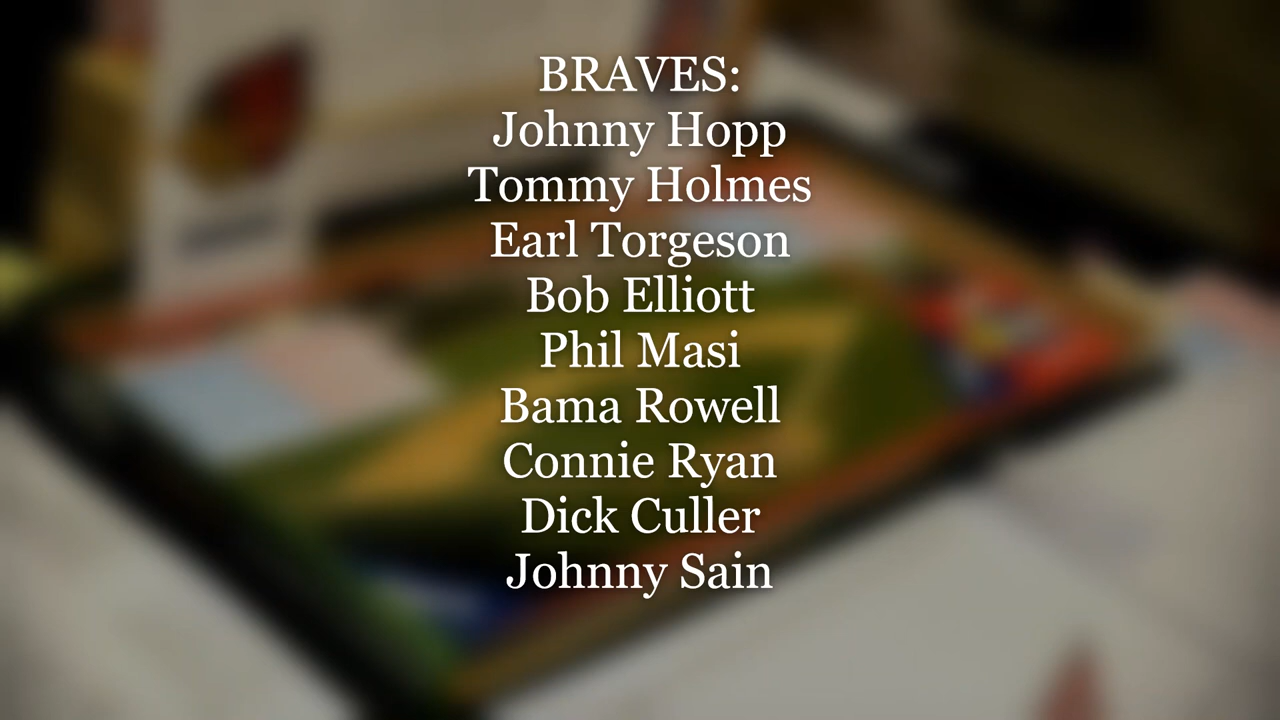 BRAVES:
Johnny Hopp
Tommy Holmes
Earl Torgeson
Bob Elliott
Phil Masi
Bama Rowell
Connie Ryan
Dick Culler
Johnny Sain